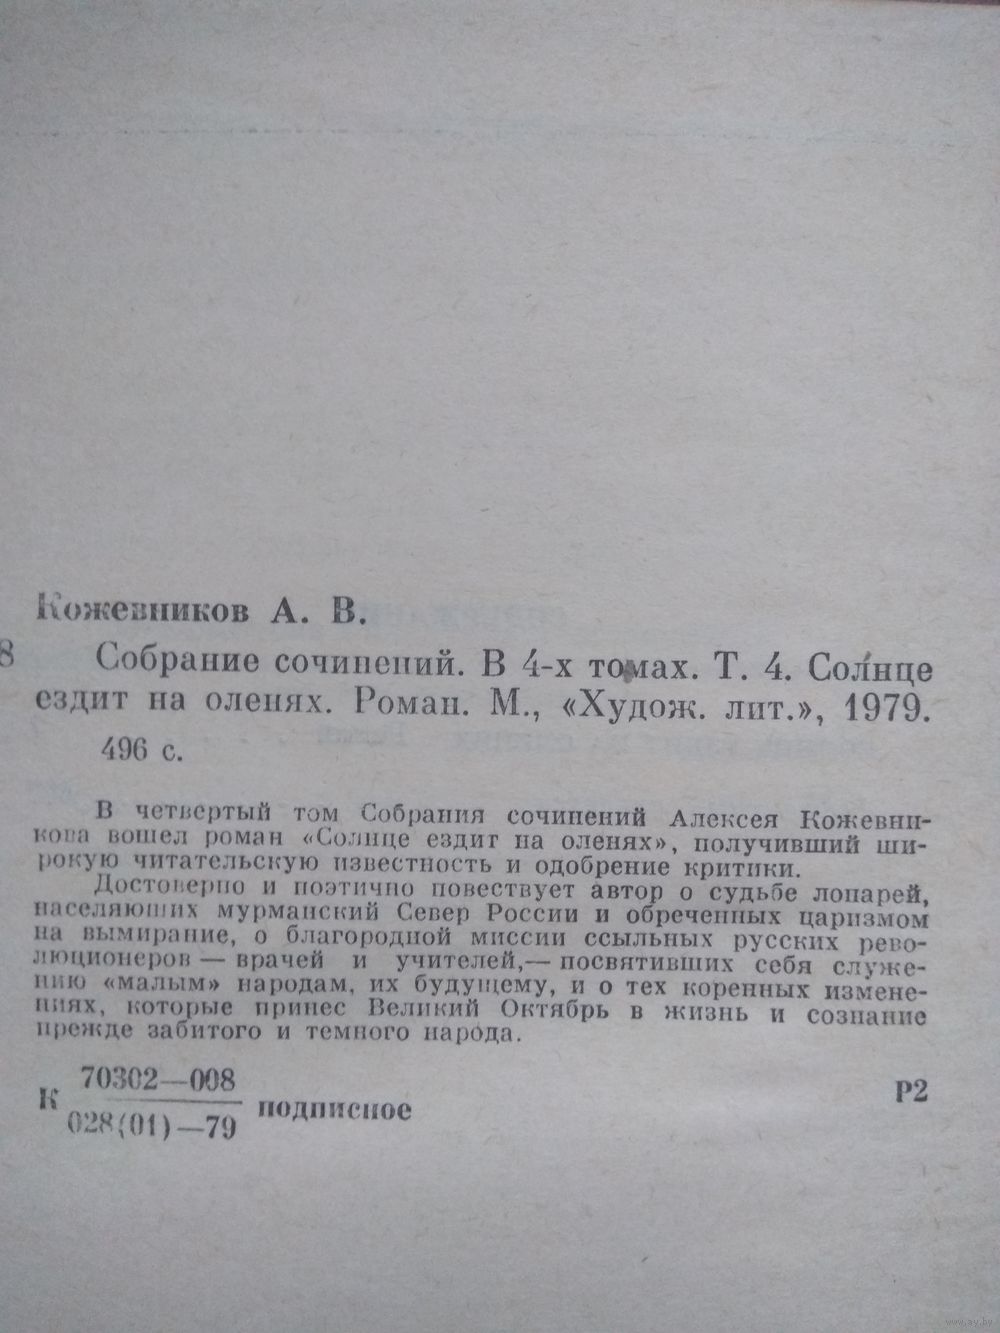 Кожевников А. В.
8 Собрание сочинений. В 4-х томах. Т. 4. Солнце
ездит на оленях. Роман. М., «Худож. лит.», 1979.
496 с.
В четвертый том Собрания сочинений Алексея Кожевни-
кова вошел роман «Солнце ездит на оленях», получивший ши-
рокую читательскую известность и одобрение критики.
Достоверно и поэтично повествует автор о судьбе лопарей,
населяющих мурманский Север России и обреченных царизмом
на вымирание, о благородной миссии ссыльных русских рево-
люционеров — врачей и учителей,— посвятивших себя служе-
нию «малым» народам, их будущему, и о тех коренных измене-
ниях, которые принес Великий Октябрь в жизнь и сознание
прежде забитого и темного народа.
К 70302—008
028(01)—79 подписное Р2
www.ay.by